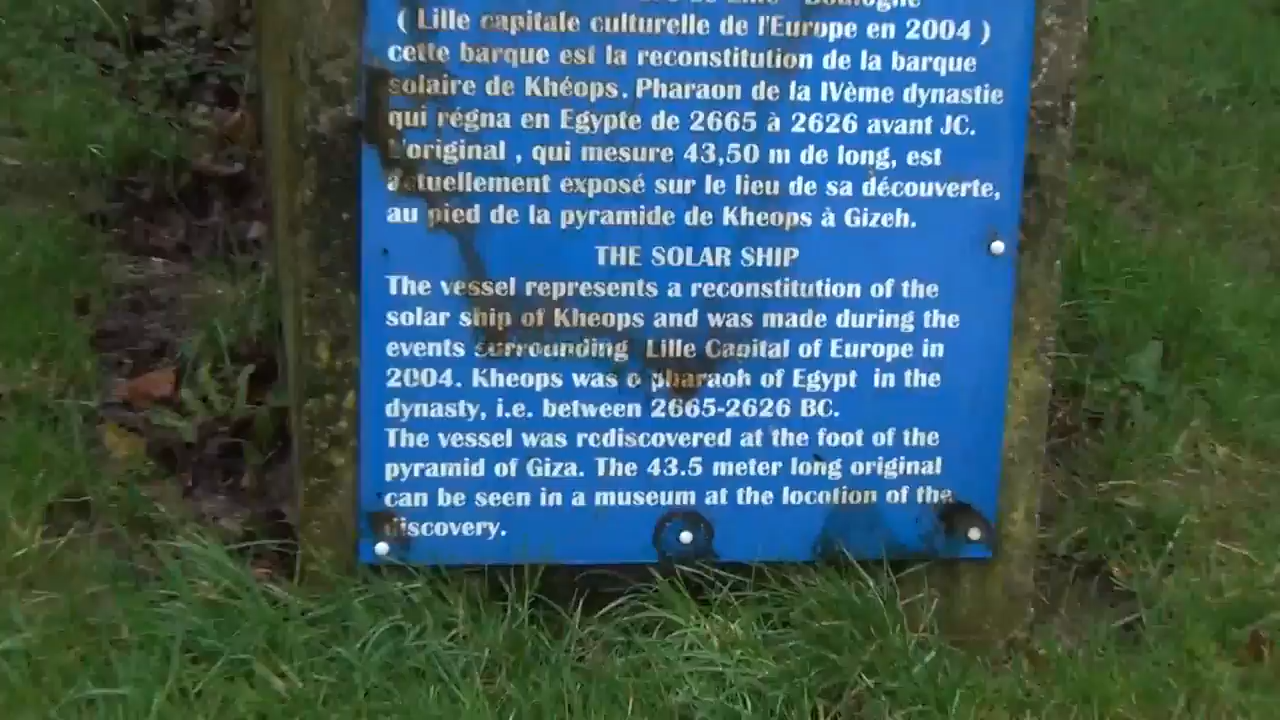 ( Lille capitale culturelle de l'Europe en 2004 )
cette barque est la reconstitution de la barque
solaire de Khéops. Pharaon de la IVème dynastie
qui régna en Egypte de 2665 à 2626 avant JC.
L'original , qui mesure 43,50 m de long, est
actuellement exposé sur le lieu de sa découverte,
au pied de la pyramide de Kheops à Gizeh.
THE SOLAR SHIP
The vessel represents a reconstitution of the
solar ship of Kheops and was made during the
events surrounding Lille Capital of Europe in
2004. Kheops was a pharaoh of Egypt in the
dynasty, i.e. between 2665-2626 BC.
The vessel was rediscovered at the foot of the
pyramid of Giza. The 43.5 meter long original
can be seen in a museum at the location of the
discovery.